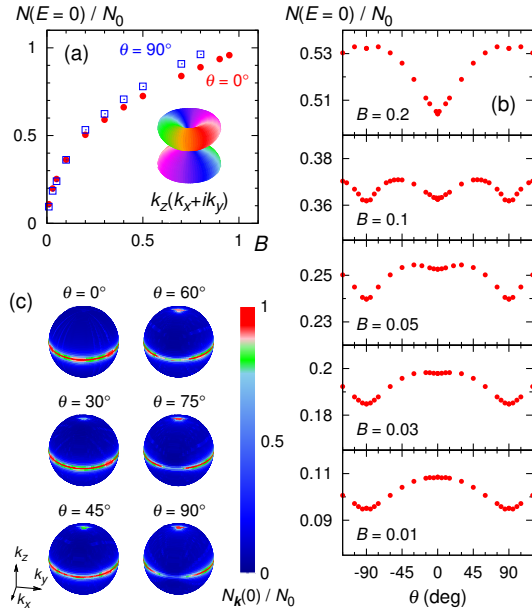 N(E=0) / N0
(a)
θ = 90°
θ = 0°
kz(kx+iky)
1
0.5
0
0
0.5
1
B
N(E=0) / N0
(b)
0.53
0.51
B = 0.2
0.37
0.36
B = 0.1
0.25
0.23
B = 0.05
0.2
0.18
B = 0.03
0.11
0.09
B = 0.01
-90 -45 0 45 90
θ (deg)
(c)
θ = 0°
θ = 60°
θ = 30°
θ = 75°
θ = 45°
θ = 90°
kz
ky
kx
1
0.5
0
Nk(0) / N0